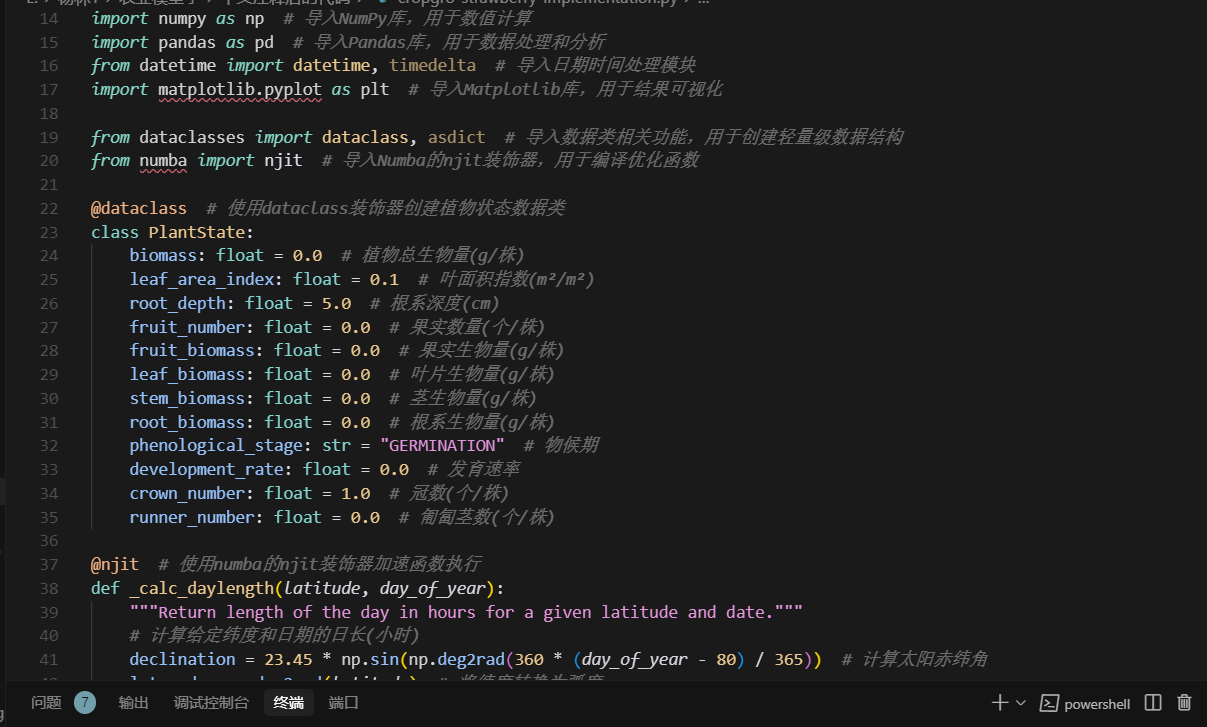 cropgro-strawberry-implementation.py
14 import numpy as np  # 导入NumPy库，用于数值计算
15 import pandas as pd  # 导入Pandas库，用于数据处理和分析
16 from datetime import datetime, timedelta  # 导入日期时间处理模块
17 import matplotlib.pyplot as plt  # 导入Matplotlib库，用于结果可视化
18
19 from dataclasses import dataclass, asdict  # 导入数据类相关功能，用于创建轻量级数据结构
20 from numba import njit  # 导入Numba的njit装饰器，用于编译优化函数
21
22 @dataclass  # 使用dataclass装饰器创建植物状态数据类
23 class PlantState:
24     biomass: float = 0.0  # 植物总生物量(g/株)
25     leaf_area_index: float = 0.1  # 叶面积指数(m²/m²)
26     root_depth: float = 5.0  # 根系深度(cm)
27     fruit_number: float = 0.0  # 果实数量(个/株)
28     fruit_biomass: float = 0.0  # 果实生物量(g/株)
29     leaf_biomass: float = 0.0  # 叶片生物量(g/株)
30     stem_biomass: float = 0.0  # 茎生物量(g/株)
31     root_biomass: float = 0.0  # 根系生物量(g/株)
32     phenological_stage: str = "GERMINATION"  # 物候期
33     development_rate: float = 0.0  # 发育速率
34     crown_number: float = 1.0  # 冠数(个/株)
35     runner_number: float = 0.0  # 匍匐茎数(个/株)
36
37 @njit  # 使用numba的njit装饰器加速函数执行
38 def _calc_daylength(latitude, day_of_year):
39     """Return length of the day in hours for a given latitude and date."""
40     # 计算给定纬度和日期的日长(小时)
41     declination = 23.45 * np.sin(np.deg2rad(360 * (day_of_year - 80) / 365))  # 计算太阳赤纬角
问题 7 输出 调试控制台 终端 端口 powershell